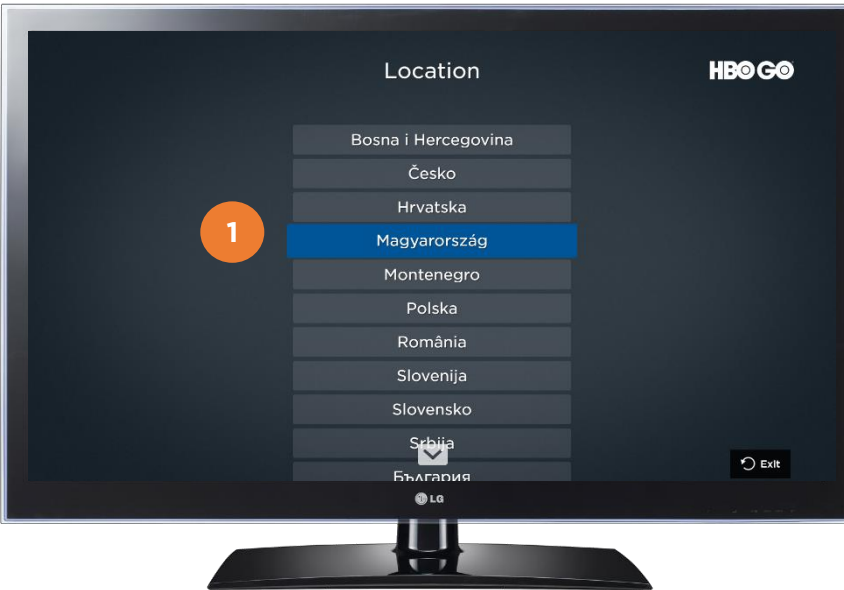 Location
HBO GO
Bosna i Hercegovina
Česko
Hrvatska
1
Magyarország
Montenegro
Polska
România
Slovenija
Slovensko
Srbija
България
Exit
LG